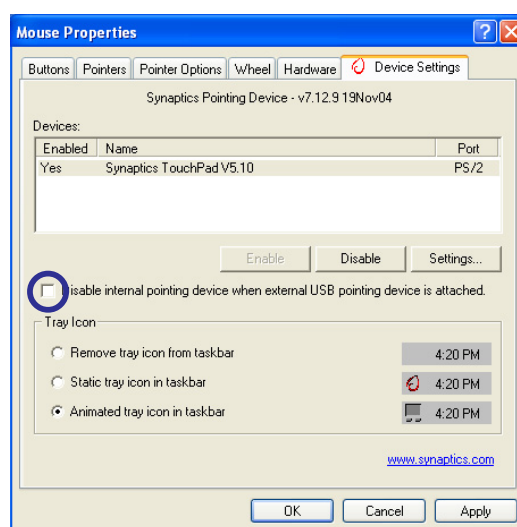 Mouse Properties
Buttons Pointers Pointer Options Wheel Hardware Device Settings
Synaptics Pointing Device - v7.12.9 19Nov04
Devices:
Enabled Name Port
Yes Synaptics TouchPad V5.10 PS/2
Enable Disable Settings...
Disable internal pointing device when external USB pointing device is attached.
Tray Icon
Remove tray icon from taskbar 4:20 PM
Static tray icon in taskbar 4:20 PM
Animated tray icon in taskbar 4:20 PM
www.synaptics.com
OK Cancel Apply